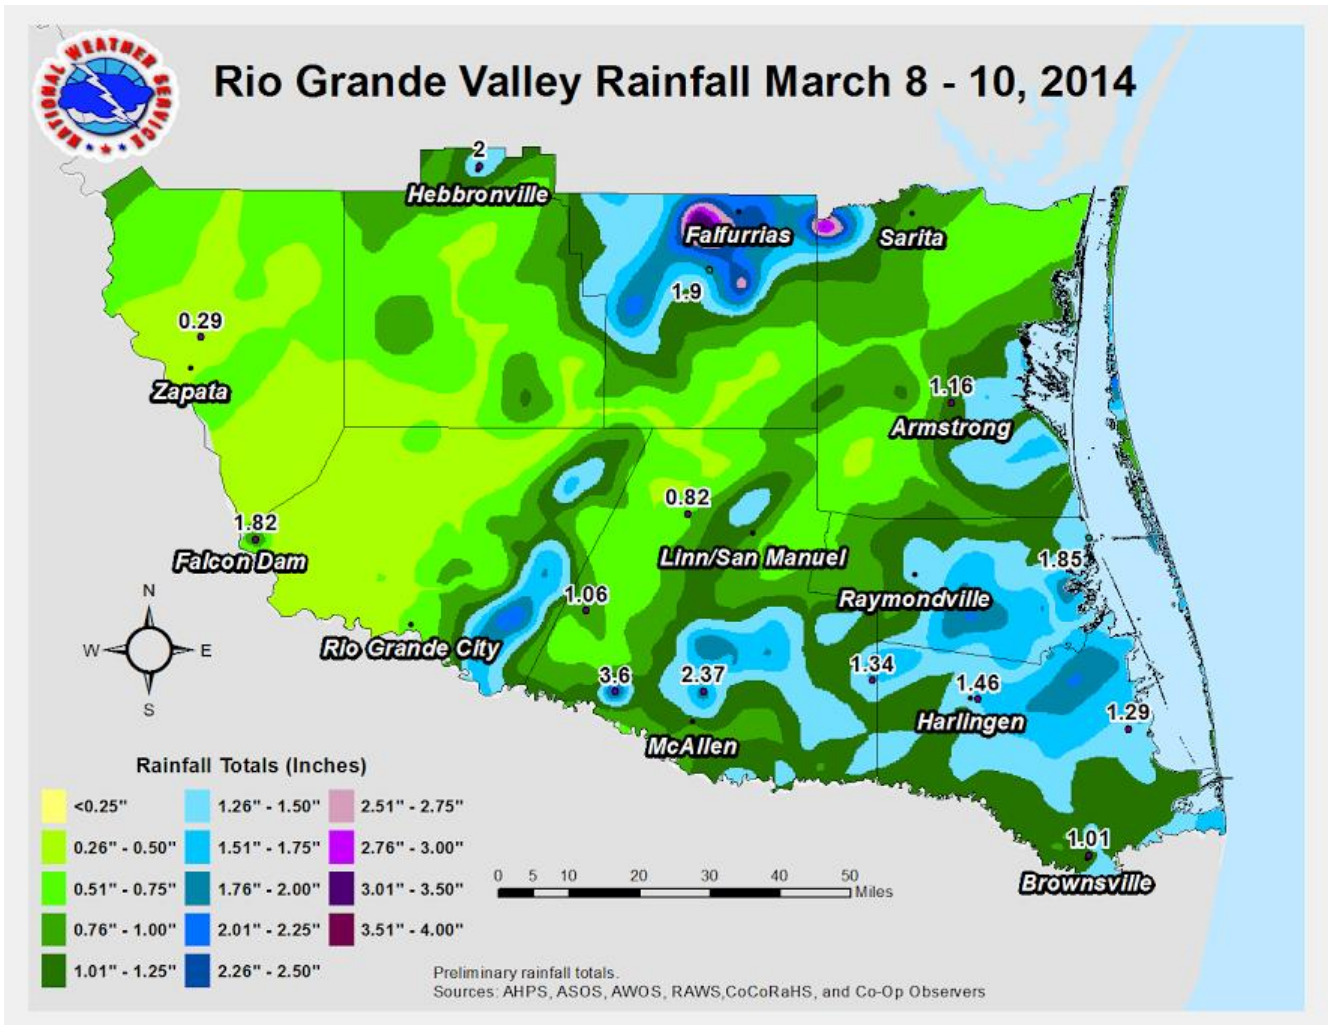 NATIONAL WEATHER SERVICE
Rio Grande Valley Rainfall March 8 - 10, 2014
2
Hebbronville
Falfurrias
Sarita
1.9
0.29
Zapata
1.16
Armstrong
0.82
1.82
Falcon Dam
Linn/San Manuel
1.85
N
1.06
Raymondville
W E
Rio Grande City
S
3.6
2.37
1.34
1.46
Harlingen
1.29
McAllen
Rainfall Totals (Inches)
<0.25" 1.26" - 1.50" 2.51" - 2.75"
0.26" - 0.50" 1.51" - 1.75" 2.76" - 3.00"
0.51" - 0.75" 1.76" - 2.00" 3.01" - 3.50"
0.76" - 1.00" 2.01" - 2.25" 3.51" - 4.00"
1.01" - 1.25" 2.26" - 2.50"
1.01
Brownsville
0 5 10 20 30 40 50
Miles
Preliminary rainfall totals.
Sources: AHPS, ASOS, AWOS, RAWS,CoCoRaHS, and Co-Op Observers